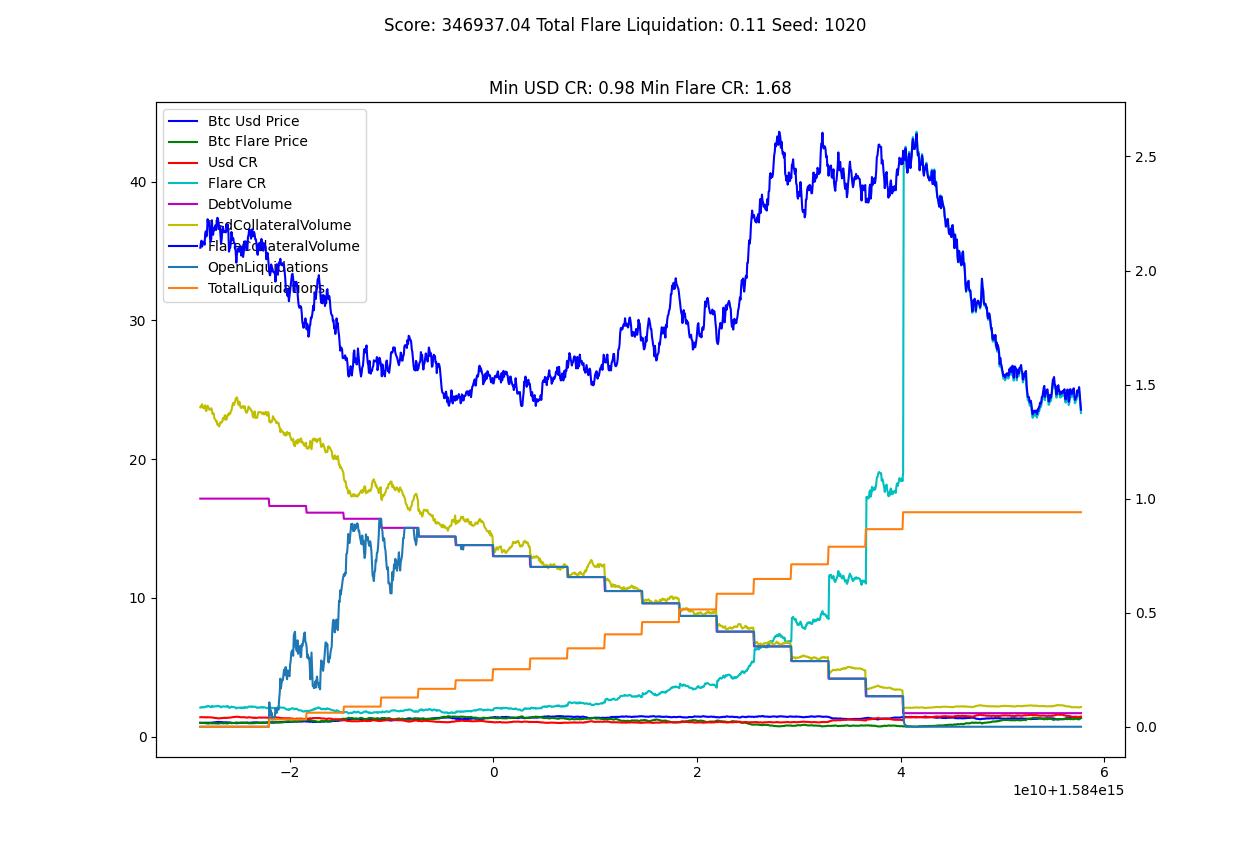 Score: 346937.04 Total Flare Liquidation: 0.11 Seed: 1020
Min USD CR: 0.98 Min Flare CR: 1.68
Btc Usd Price
Btc Flare Price
Usd CR
Flare CR
DebtVolume
UsdCollateralVolume
FlareCollateralVolume
OpenLiquidations
TotalLiquidations
40
30
20
10
0
2.5
2.0
1.5
1.0
0.5
0.0
−2 0 2 4 6
1e10+1.584e15